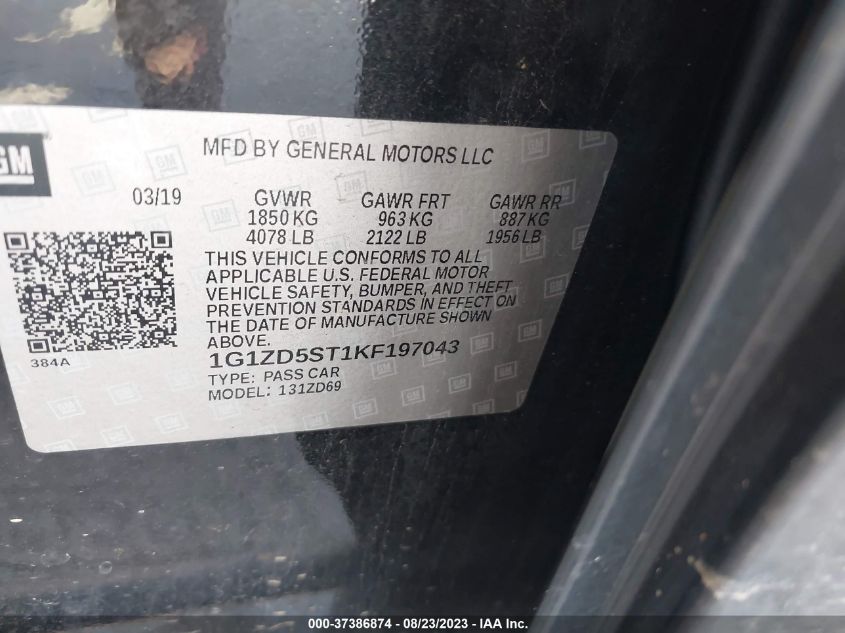 GM
MFD BY GENERAL MOTORS LLC
03/19 GVWR GAWR FRT GAWR RR
1850 KG 963 KG 887 KG
4078 LB 2122 LB 1956 LB
THIS VEHICLE CONFORMS TO ALL
APPLICABLE U.S. FEDERAL MOTOR
VEHICLE SAFETY, BUMPER, AND THEFT
PREVENTION STANDARDS IN EFFECT ON
THE DATE OF MANUFACTURE SHOWN
ABOVE.
384A
1G1ZD5ST1KF197043
TYPE: PASS CAR
MODEL: 131ZD69
000-37386874 - 08/23/2023 - IAA Inc.